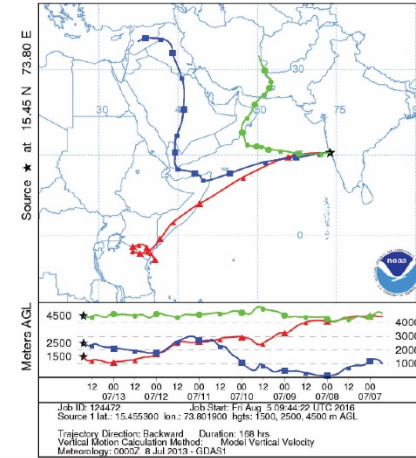 Source ★ at 15.45 N 73.80 E
30
45
60
75
30
15
0
noaa
Meters AGL
4500
2500
1500
4000
3000
2000
1000
12 00 12 00 12 00 12 00 12 00 12 00 12 00
07/13 07/12 07/11 07/10 07/09 07/08 07/07
Job ID: 124472 Job Start: Fri Aug 5 09:44:22 UTC 2016
Source 1 lat.: 15.455300 lon.: 73.801900 hgts: 1500, 2500, 4500 m AGL
Trajectory Direction: Backward Duration: 168 hrs
Vertical Motion Calculation Method: Model Vertical Velocity
Meteorology: 0000Z 8 Jul 2013 - GDAS1